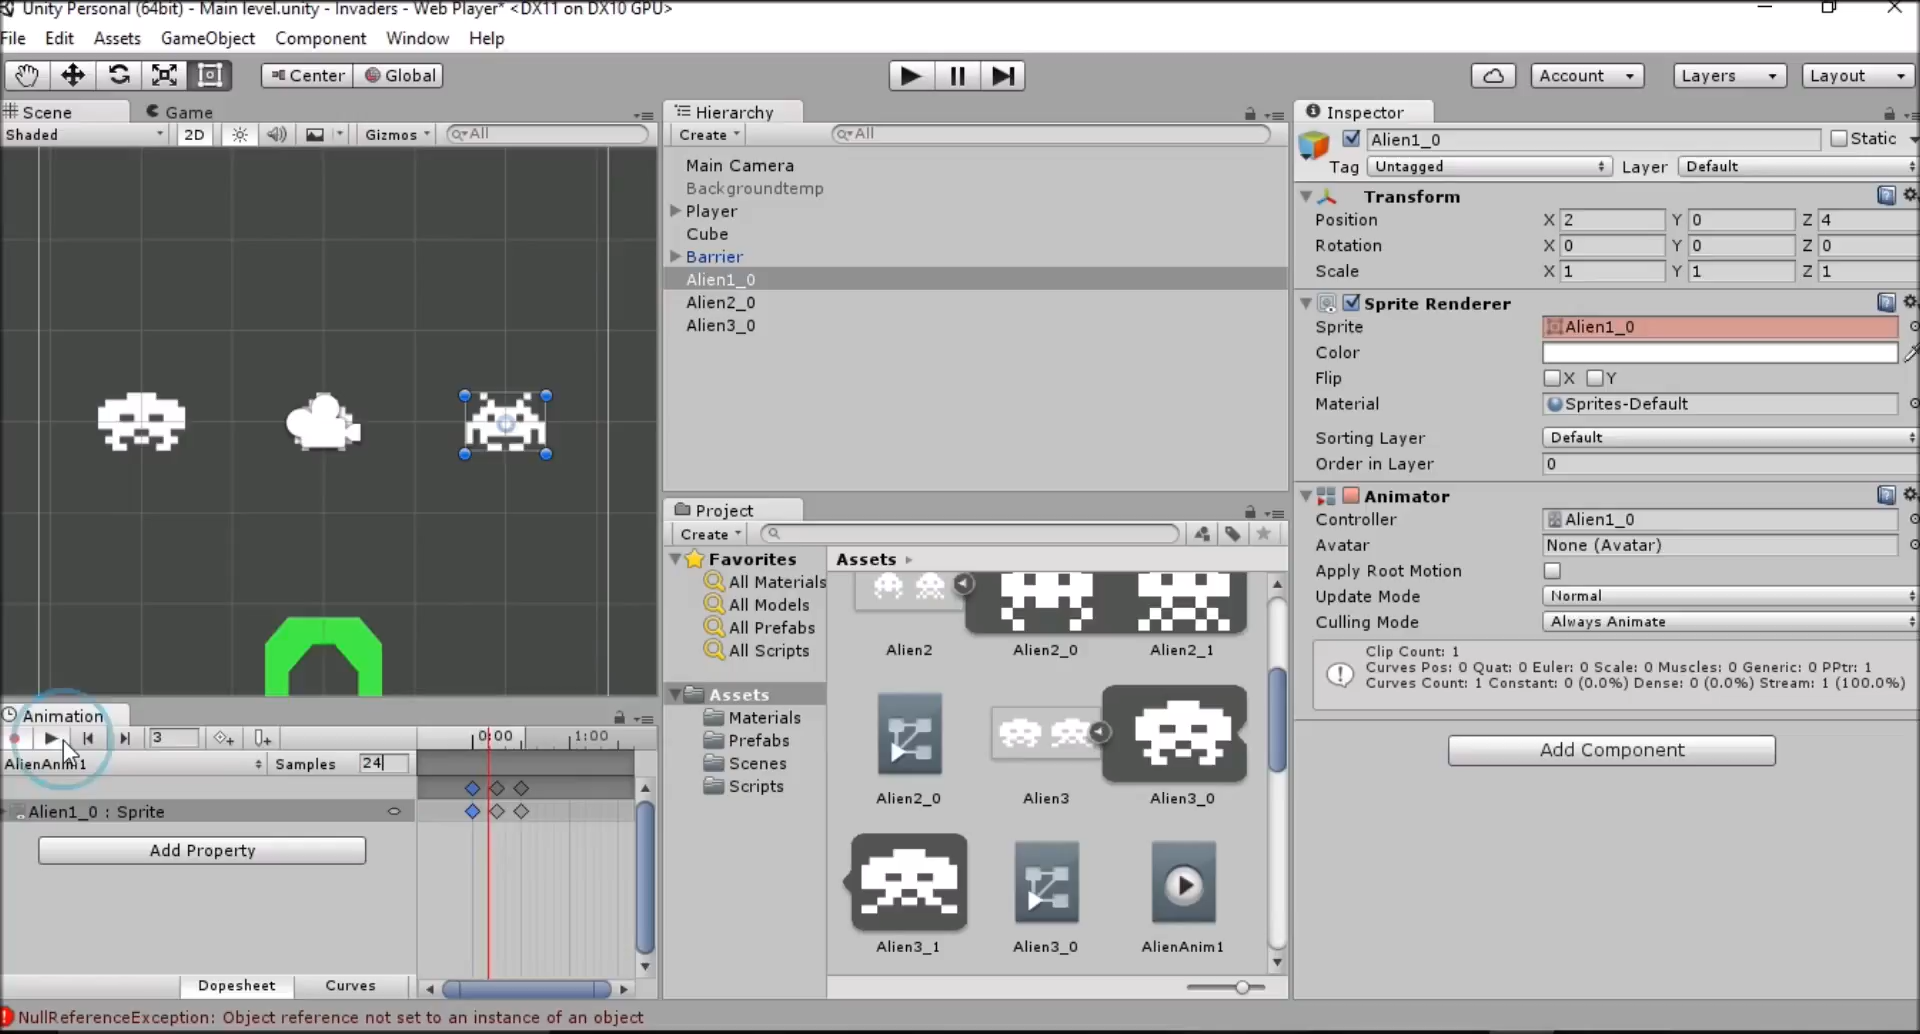 Unity Personal (64bit) - Main level.unity - Invaders - Web Player* <DX11 on DX10 GPU>
File Edit Assets GameObject Component Window Help
Center Global
Account Layers Layout
Scene Game
Shaded 2D Gizmos All
Hierarchy
Create All
Main Camera
Backgroundtemp
Player
Cube
Barrier
Alien1_0
Alien2_0
Alien3_0
Inspector
Alien1_0 Static
Tag Untagged Layer Default
Transform
Position X 2 Y 0 Z 4
Rotation X 0 Y 0 Z 0
Scale X 1 Y 1 Z 1
Sprite Renderer
Sprite Alien1_0
Color
Flip X Y
Material Sprites-Default
Sorting Layer Default
Order in Layer 0
Animator
Controller Alien1_0
Avatar None (Avatar)
Apply Root Motion
Update Mode Normal
Culling Mode Always Animate
Clip Count: 1
Curves Pos: 0 Quat: 0 Euler: 0 Scale: 0 Muscles: 0 Generic: 0 PPtr: 1
Curves Count: 1 Constant: 0 (0.0%) Dense: 0 (0.0%) Stream: 1 (100.0%)
Add Component
Project
Create
Favorites
All Materials
All Models
All Prefabs
All Scripts
Assets
Materials
Prefabs
Scenes
Scripts
Assets
Alien2 Alien2_0 Alien2_1
Alien2_0 Alien3 Alien3_0
Alien3_1 Alien3_0 AlienAnim1
Animation
3 0:00 1:00
AlienAnim1 Samples 24
Alien1_0 : Sprite
Add Property
Dopesheet Curves
NullReferenceException: Object reference not set to an instance of an object